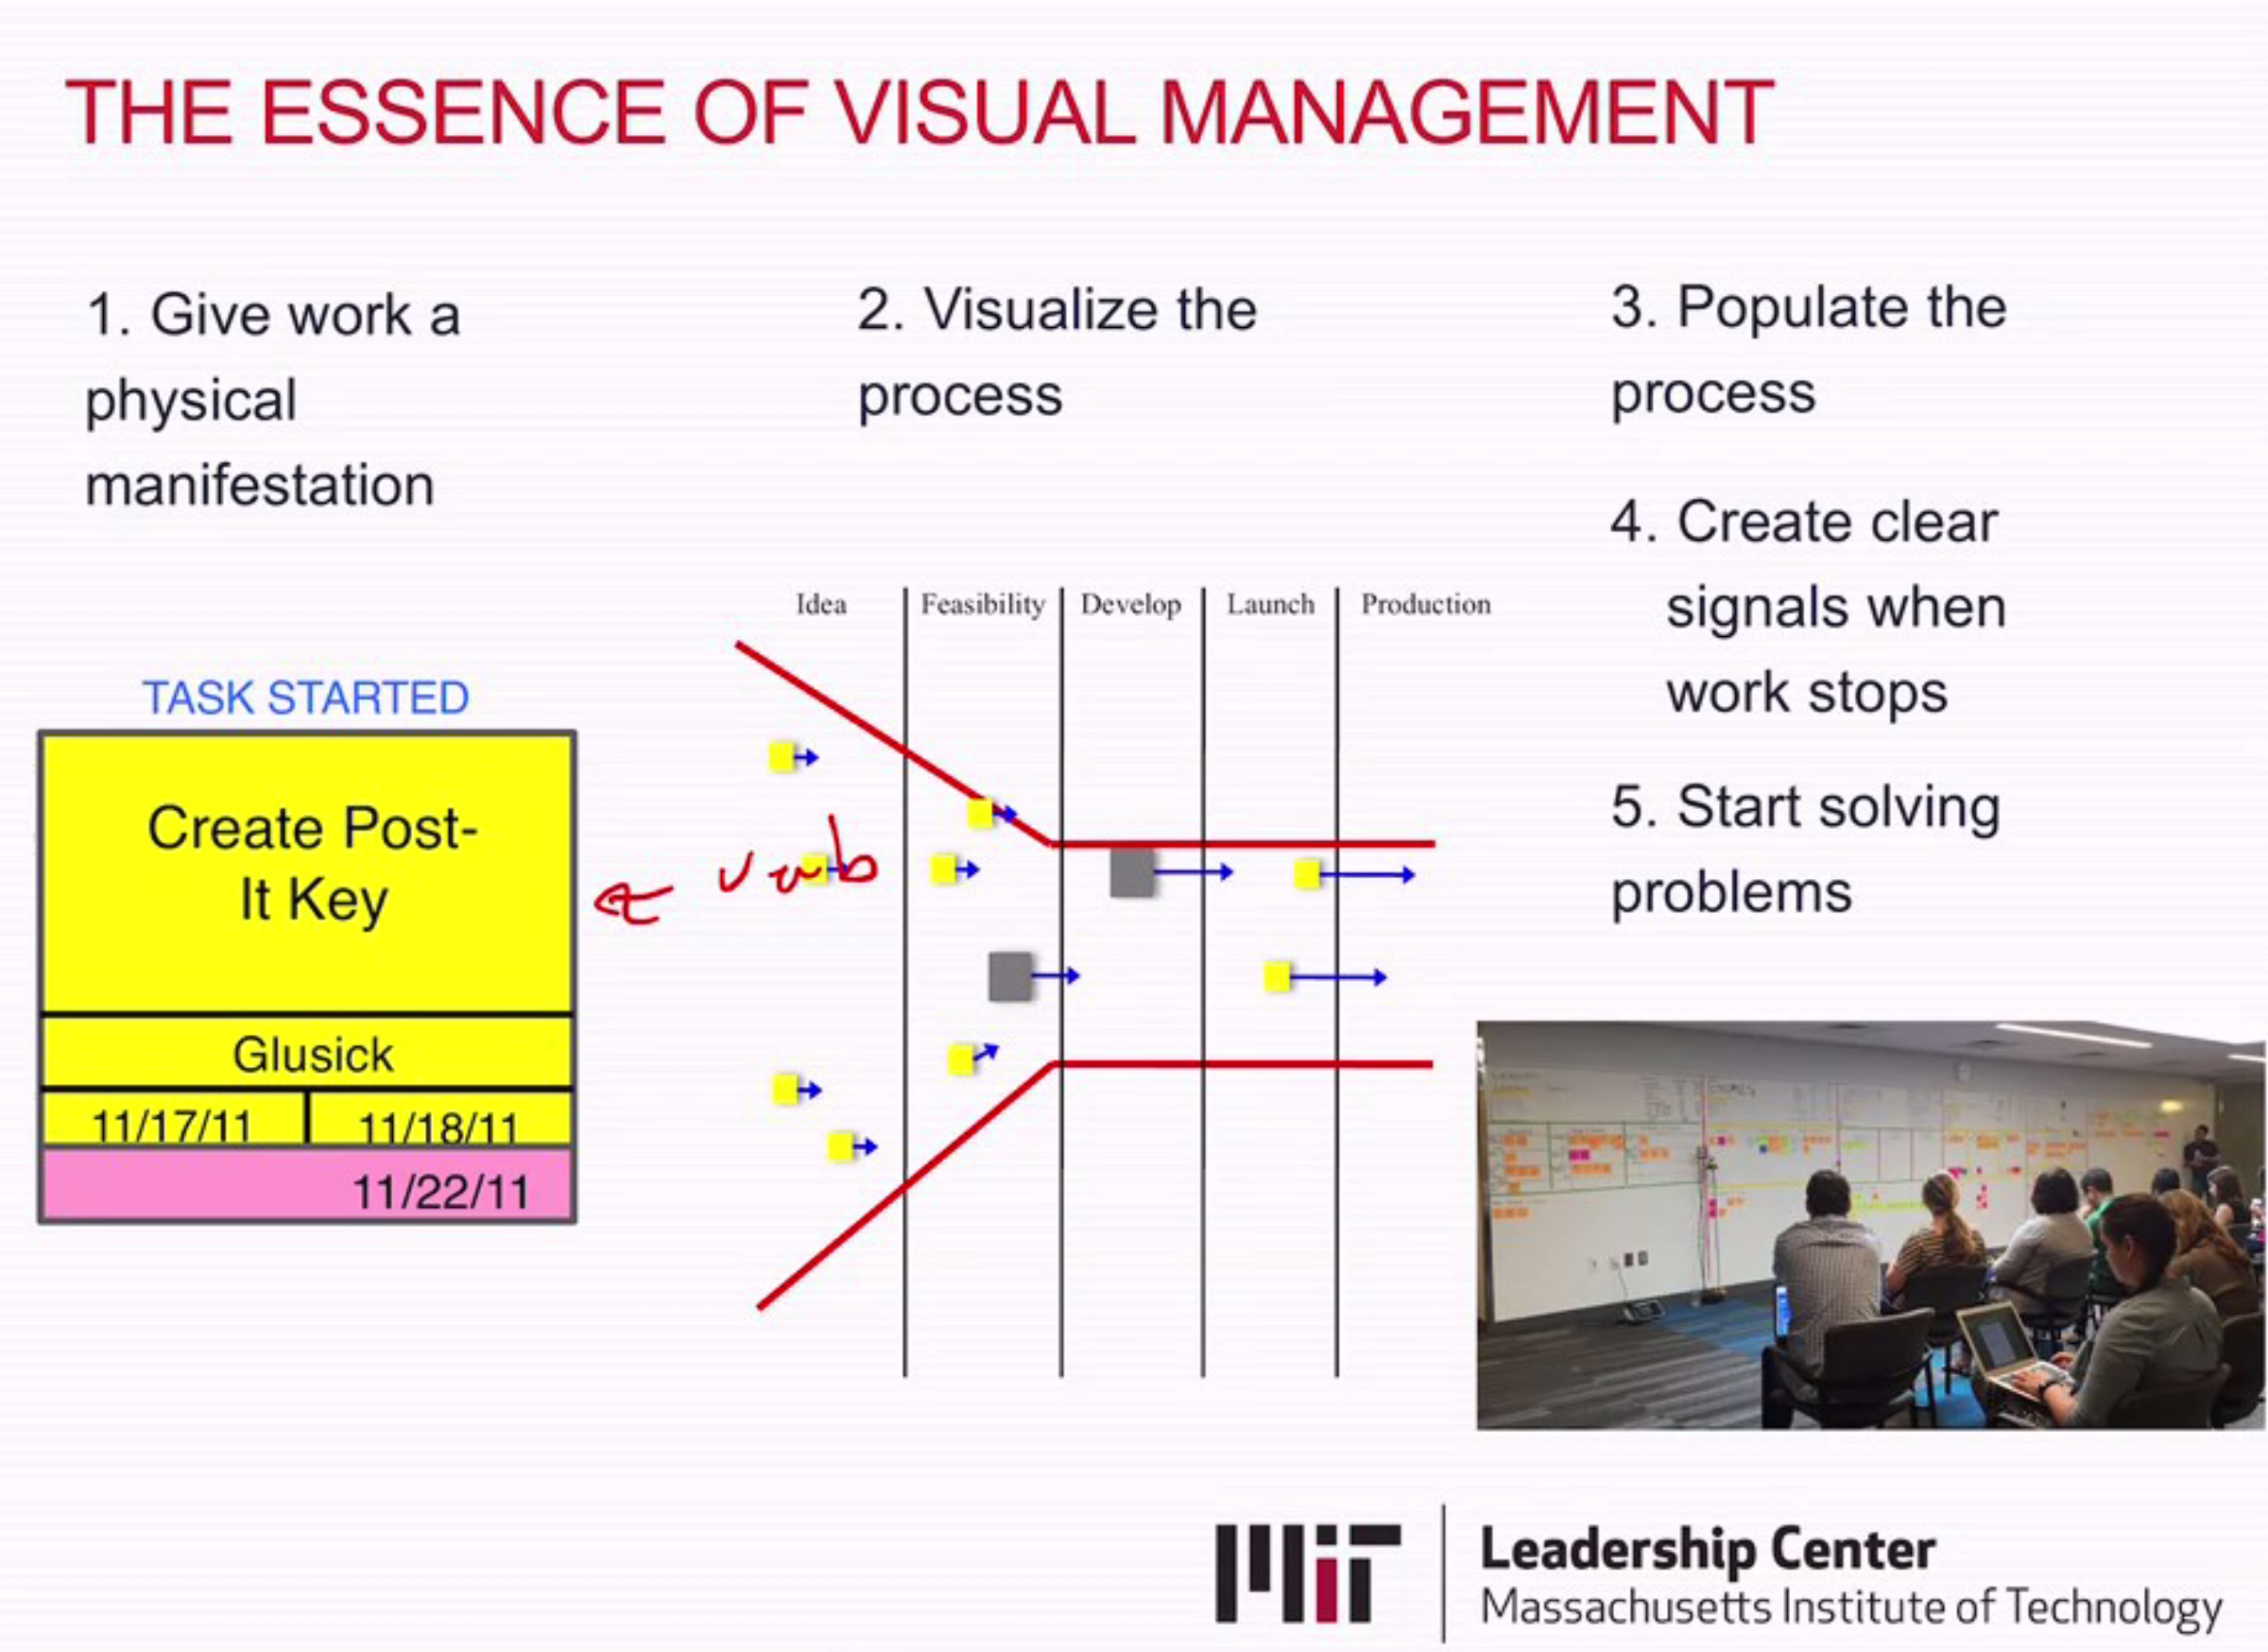 THE ESSENCE OF VISUAL MANAGEMENT
1. Give work a
physical
manifestation
TASK STARTED
Create Post-
It Key
Glusick
11/17/11 11/18/11
11/22/11
verb
2. Visualize the
process
Idea Feasibility Develop Launch Production
3. Populate the
process
4. Create clear
signals when
work stops
5. Start solving
problems
MIT
Leadership Center
Massachusetts Institute of Technology